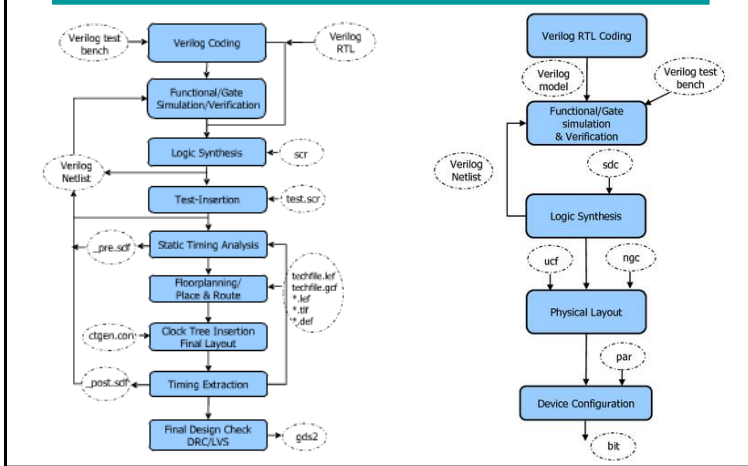 Verilog test
bench
Verilog Coding
Verilog
RTL
Functional/Gate
Simulation/Verification
Logic Synthesis
scr
Verilog
Netlist
Test-Insertion
test.scr
_pre.sdf
Static Timing Analysis
Floorplanning/
Place & Route
techfile.lef
techfile.gcf
*.lef
*.tlf
*.def
ctgen.con
Clock Tree Insertion
Final Layout
_post.sdf
Timing Extraction
Final Design Check
DRC/LVS
gds2
Verilog RTL Coding
Verilog
model
Verilog test
bench
Functional/Gate
simulation
& Verification
Verilog
Netlist
sdc
Logic Synthesis
ucf
ngc
Physical Layout
par
Device Configuration
bit